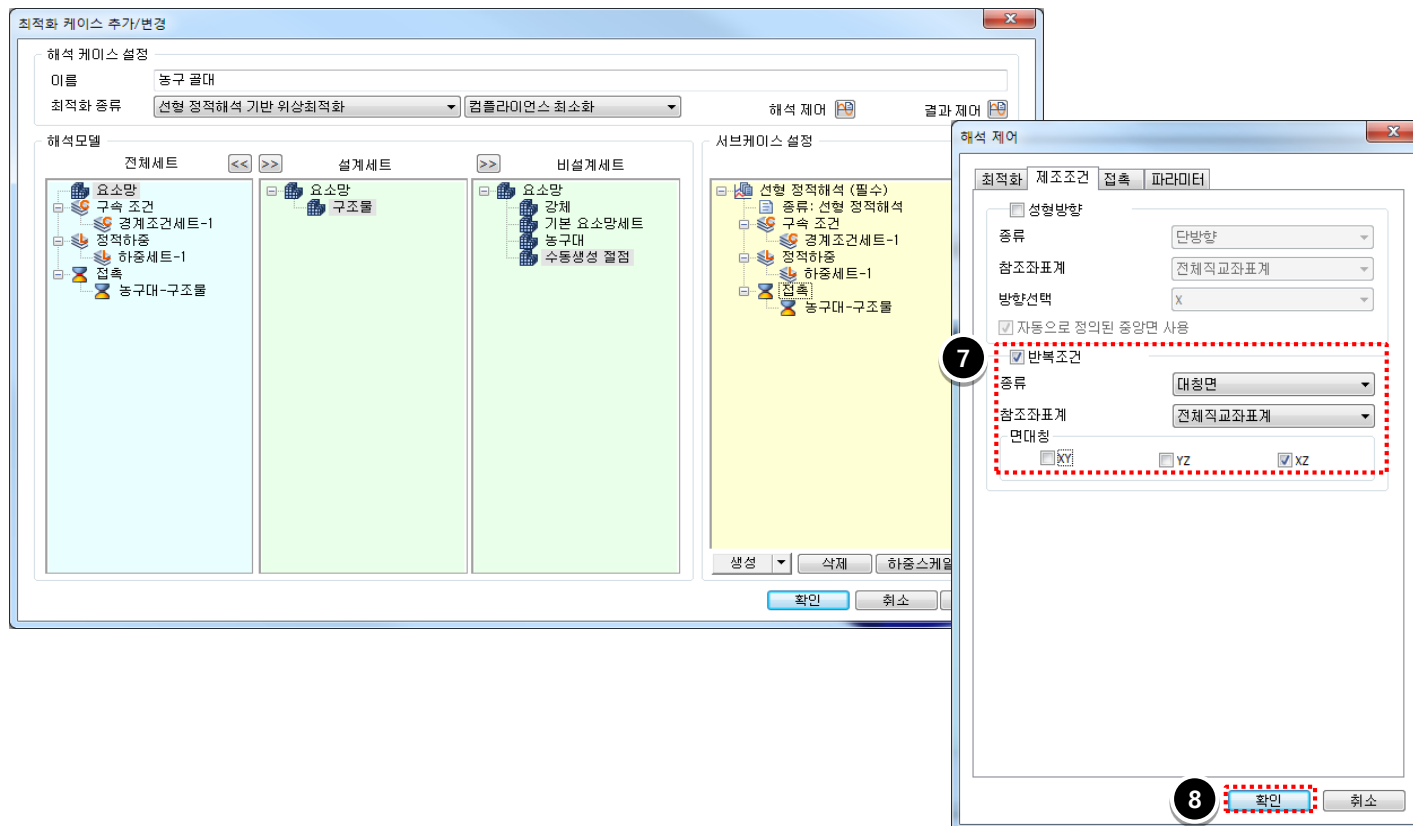 최적화 케이스 추가/변경
해석 케이스 설정
이름 농구 골대
최적화 종류 선형 정적해석 기반 위상최적화 컴플라이언스 최소화 해석 제어 결과 제어
해석모델
전체세트 << >> 설계세트 >> 비설계세트
요소망
구속 조건
경계조건세트-1
정적하중
하중세트-1
접촉
농구대-구조물
요소망
구조물
요소망
강체
기본 요소망세트
농구대
수동생성 절점
서브케이스 설정
선형 정적해석 (필수)
종류: 선형 정적해석
구속 조건
경계조건세트-1
정적하중
하중세트-1
접촉
농구대-구조물
생성 삭제 하중스케일
확인 취소
해석 제어
최적화 제조조건 접촉 파라미터
성형방향
종류 단방향
참조좌표계 전체직교좌표계
방향선택 X
자동으로 정의된 중앙면 사용
7
반복조건
종류 대칭면
참조좌표계 전체직교좌표계
면대칭
XY YZ XZ
8
확인 취소